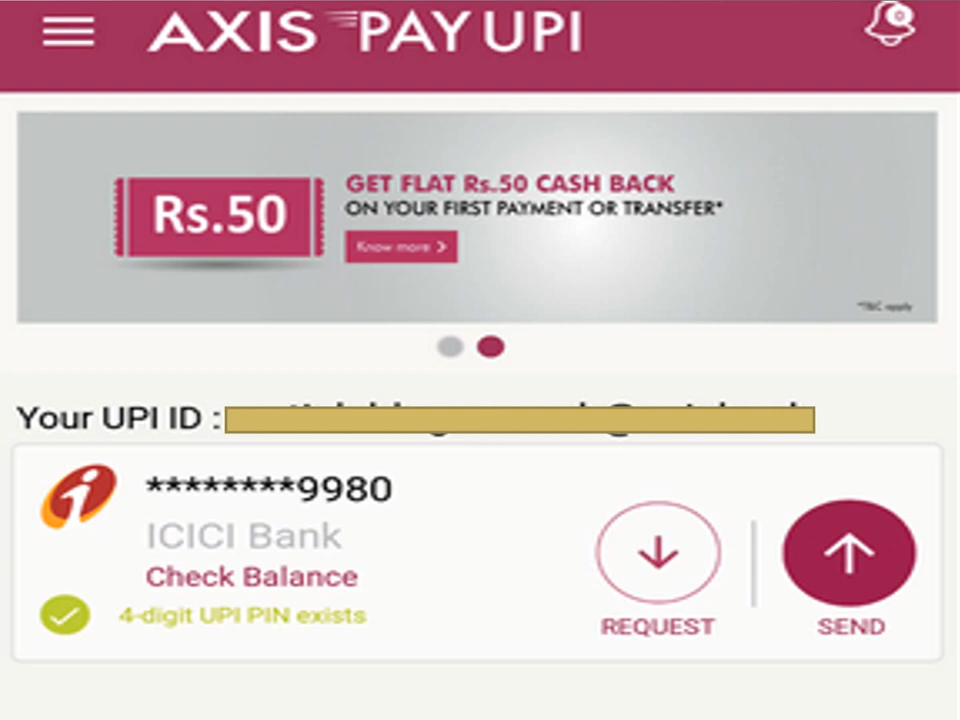 AXIS PAY UPI
Rs.50
GET FLAT Rs.50 CASH BACK
ON YOUR FIRST PAYMENT OR TRANSFER*
Know more >
*T&C apply
Your UPI ID :
********9980
ICICI Bank
Check Balance
4-digit UPI PIN exists
REQUEST
SEND